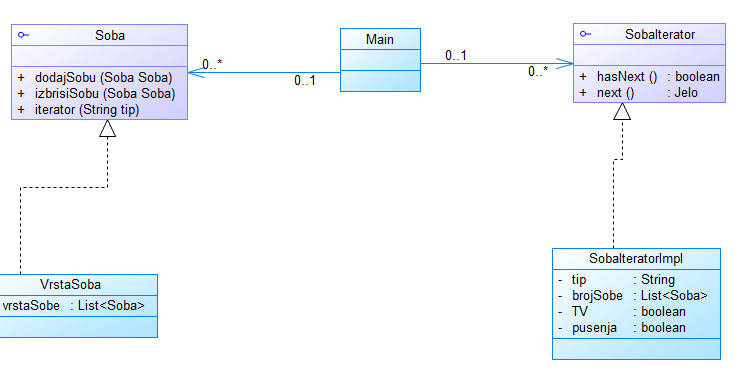 Soba
+ dodajSobu (Soba Soba)
+ izbrisiSobu (Soba Soba)
+ iterator (String tip)
Main
0..*
0..1
0..1
0..*
SobaIterator
+ hasNext () : boolean
+ next () : Jelo
VrstaSoba
vrstaSobe : List<Soba>
SobaIteratorImpl
- tip : String
- brojSobe : List<Soba>
- TV : boolean
- pusenja : boolean